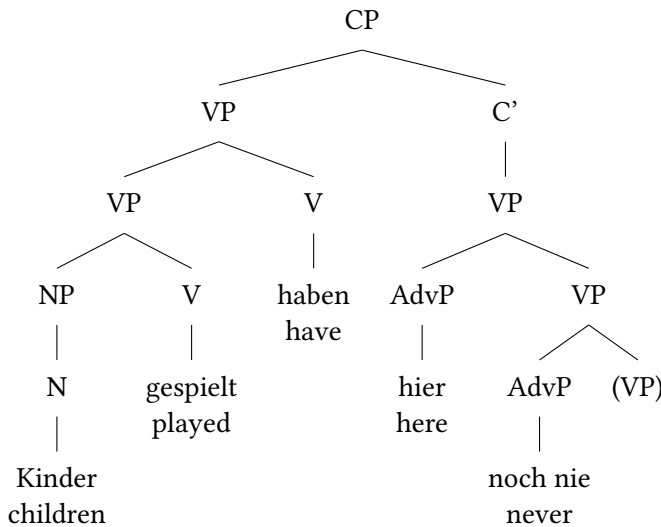 CP
VP C’
VP V VP
NP V haben AdvP VP
have
N gespielt hier AdvP (VP)
played here
Kinder noch nie
children never